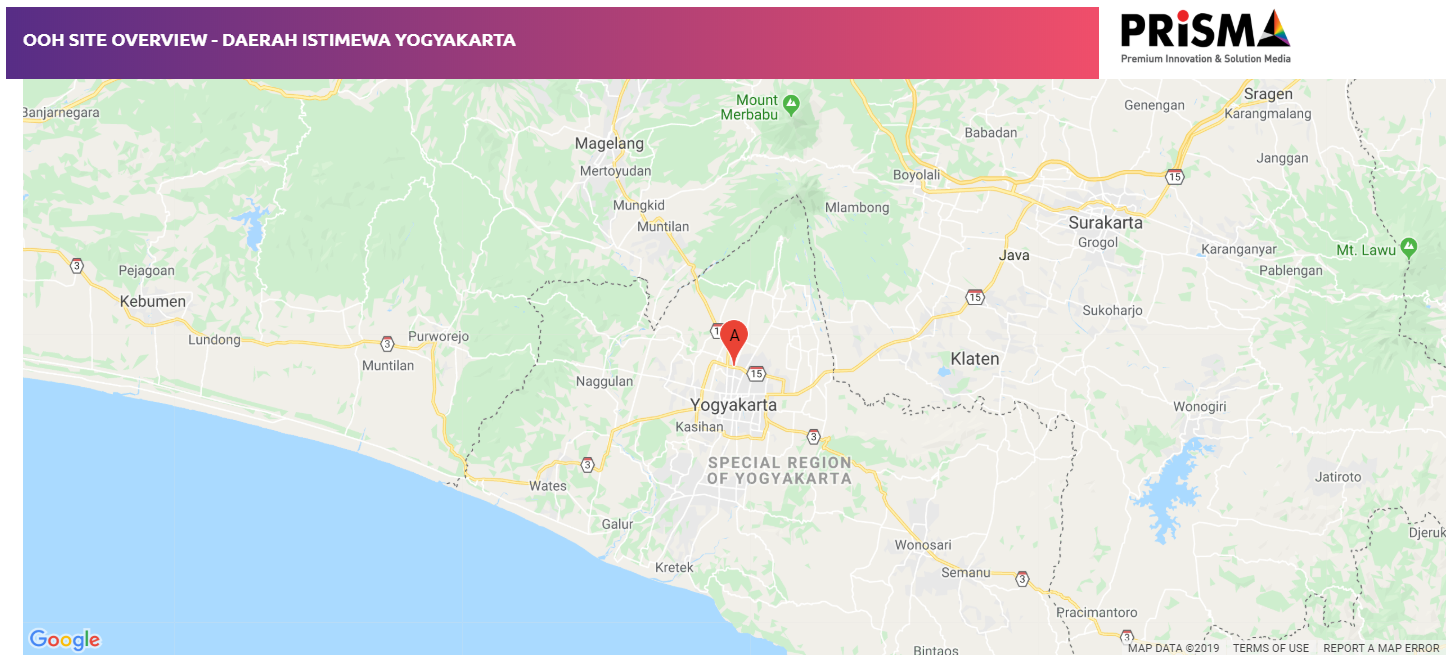 OOH SITE OVERVIEW - DAERAH ISTIMEWA YOGYAKARTA
PRiSMA
Premium Innovation & Solution Media
Banjarnegara
Mount
Merbabu
Genengan
Sragen
Karangmalang
Babadan
Magelang
Mertoyudan
Janggan
Boyolali
15
Mungkid
Mlambong
Muntilan
Surakarta
Grogol
Karanganyar
Mt. Lawu
Java
3
Pejagoan
Pablengan
Kebumen
15
Sukoharjo
Lundong
3
Purworejo
A
Muntilan
Klaten
15
Naggulan
Yogyakarta
Wonogiri
Kasihan
3
3
SPECIAL REGION
OF YOGYAKARTA
Wates
Jatiroto
Galur
Djeruk
Wonosari
Kretek
Semanu
3
Pracimantoro
3
Google
Bintaos
MAP DATA ©2019
TERMS OF USE
REPORT A MAP ERROR